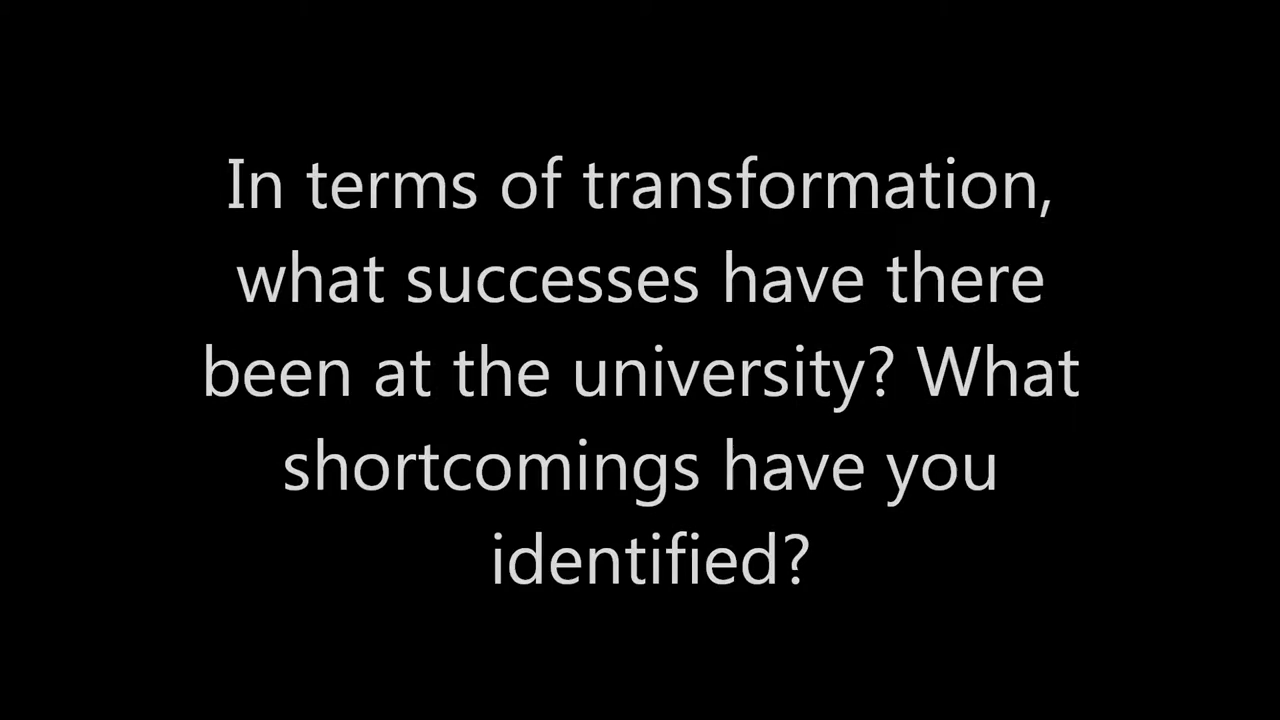 In terms of transformation,
what successes have there
been at the university? What
shortcomings have you
identified?